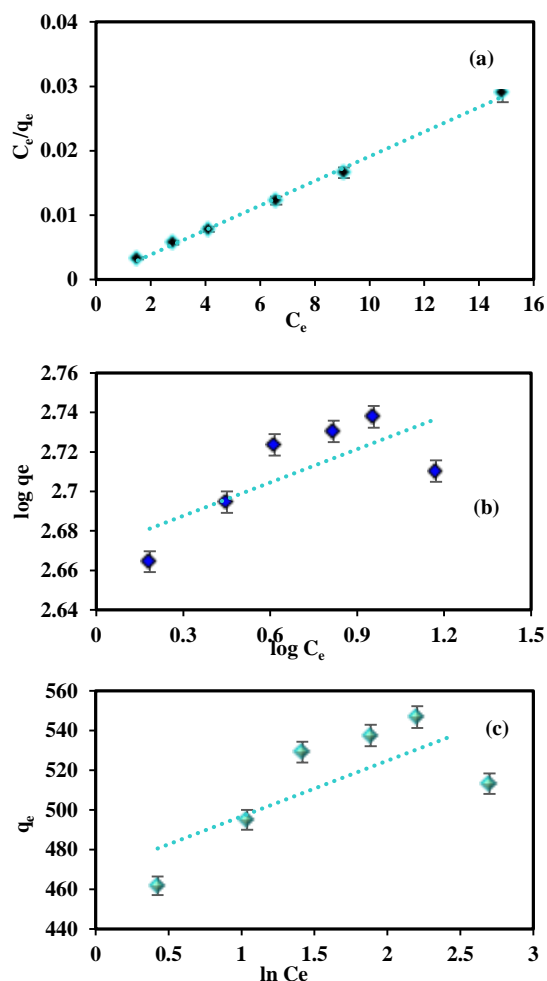 0.04
(a)
0.03
0.02
0.01
0
0 2 4 6 8 10 12 14 16
Cₑ/qₑ
Cₑ
2.76
2.74
2.72
2.7
2.68
2.66
2.64
(b)
0 0.3 0.6 0.9 1.2 1.5
log qe
log Cₑ
560
540
520
500
480
460
440
(c)
0 0.5 1 1.5 2 2.5 3
qₑ
ln Ce